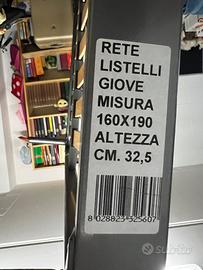 RETE
LISTELLI
GIOVE
MISURA
160X190
ALTEZZA
CM. 32,5
8 028823 525607
Subito